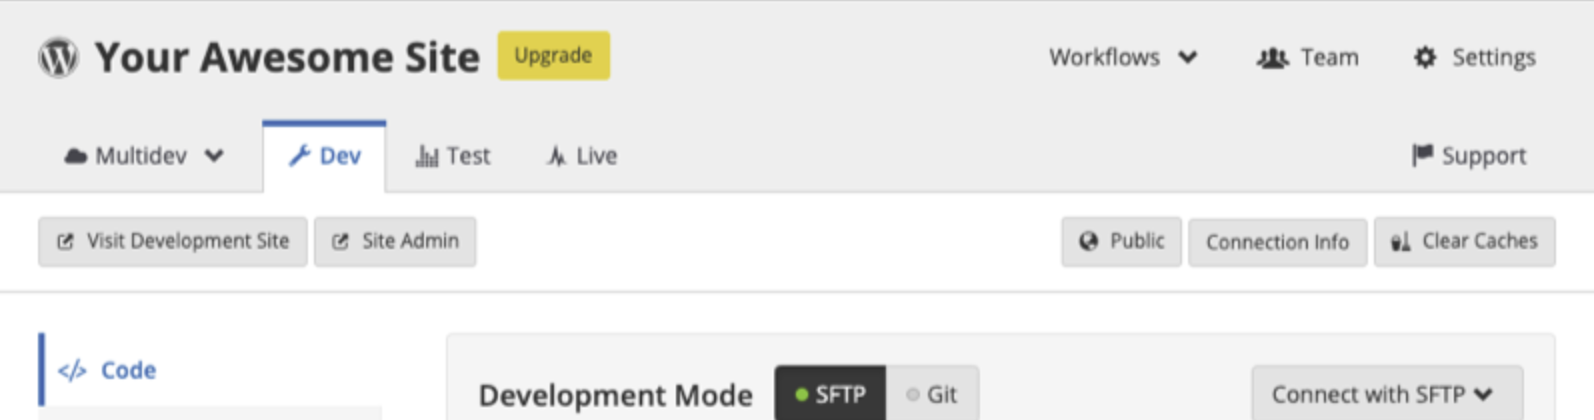 Your Awesome Site Upgrade Workflows Team Settings
Multidev Dev Test Live Support
Visit Development Site Site Admin Public Connection Info Clear Caches
</> Code
Development Mode SFTP Git Connect with SFTP